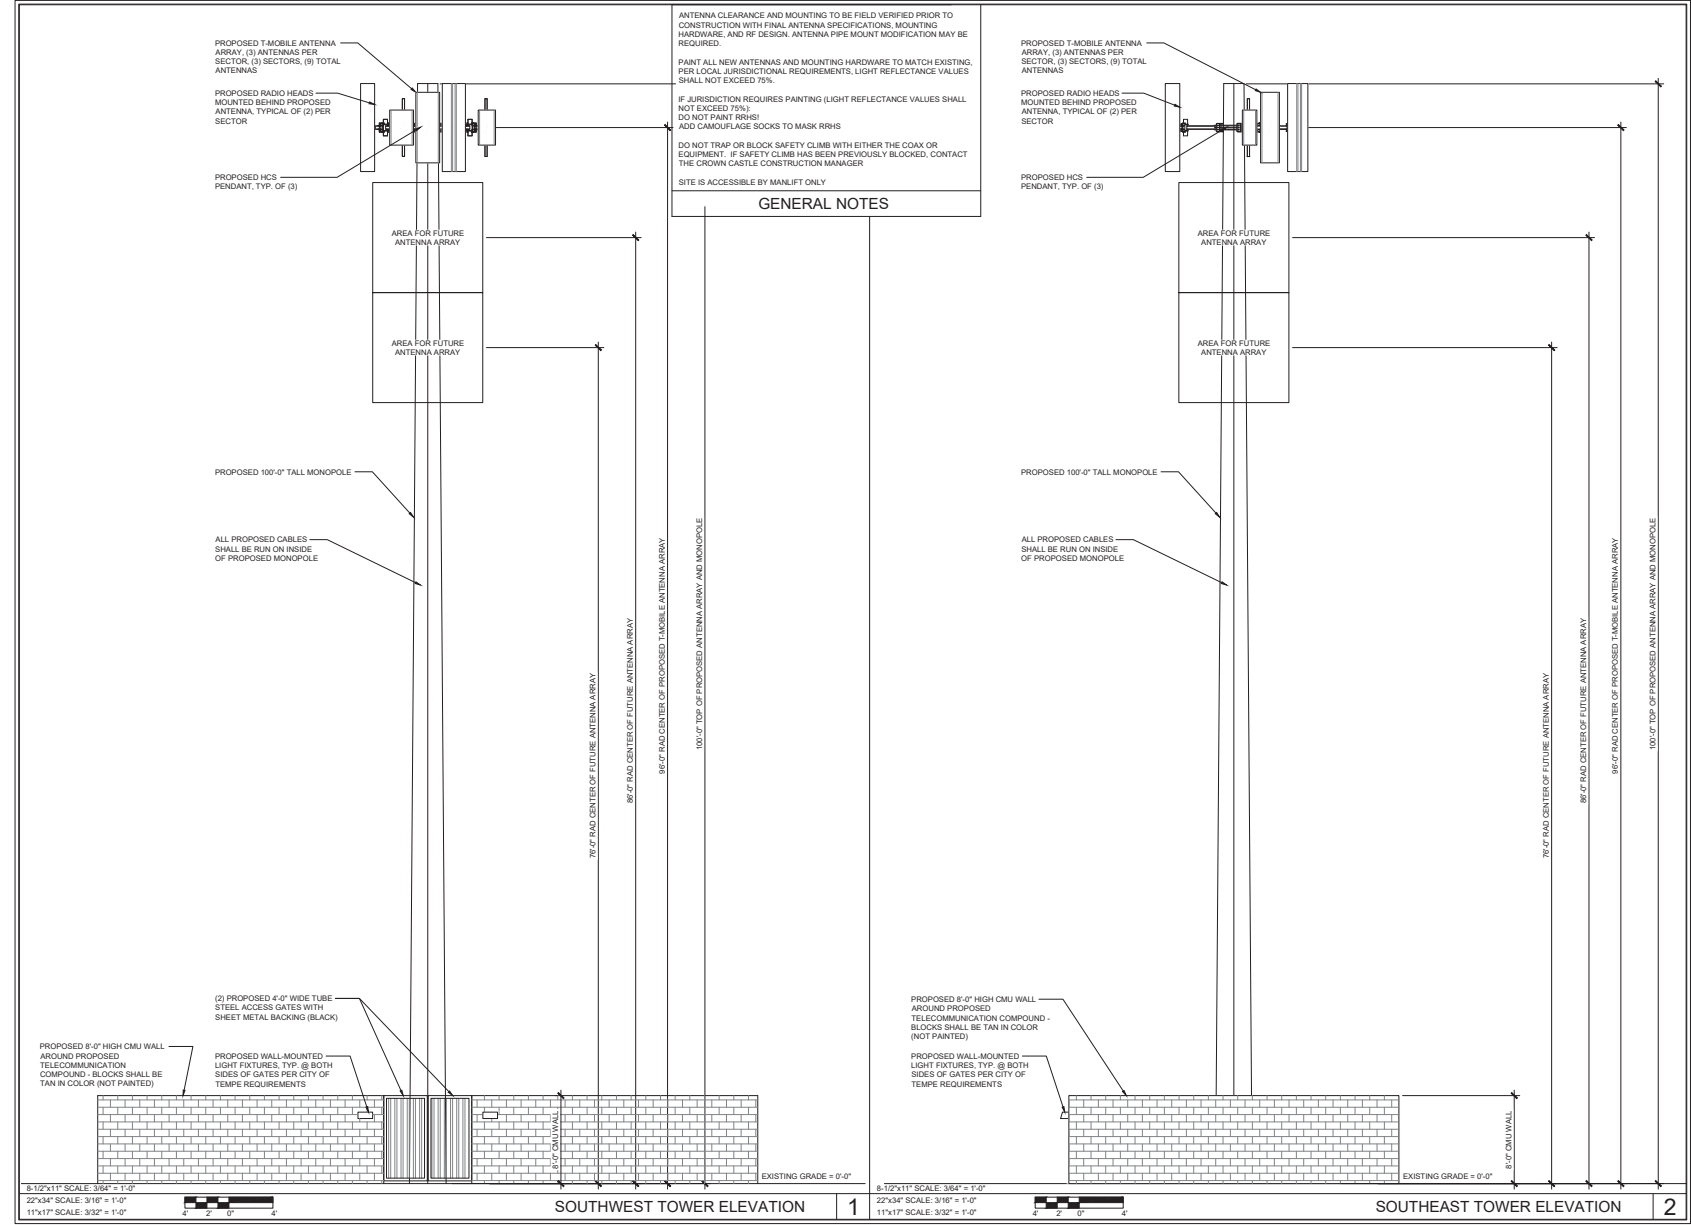 ANTENNA CLEARANCE AND MOUNTING TO BE FIELD VERIFIED PRIOR TO
CONSTRUCTION WITH FINAL ANTENNA SPECIFICATIONS, MOUNTING
HARDWARE, AND RF DESIGN. ANTENNA PIPE MOUNT MODIFICATION MAY BE
REQUIRED.
PAINT ALL NEW ANTENNAS AND MOUNTING HARDWARE TO MATCH EXISTING,
PER LOCAL JURISDICTIONAL REQUIREMENTS, LIGHT REFLECTANCE VALUES
SHALL NOT EXCEED 75%.
IF JURISDICTION REQUIRES PAINTING (LIGHT REFLECTANCE VALUES SHALL
NOT EXCEED 75%):
DO NOT PAINT RRHS!
ADD CAMOUFLAGE SOCKS TO MASK RRHS
DO NOT TRAP OR BLOCK SAFETY CLIMB WITH EITHER THE COAX OR
EQUIPMENT. IF SAFETY CLIMB HAS BEEN PREVIOUSLY BLOCKED, CONTACT
THE CROWN CASTLE CONSTRUCTION MANAGER
SITE IS ACCESSIBLE BY MANLIFT ONLY
GENERAL NOTES
PROPOSED T-MOBILE ANTENNA
ARRAY, (3) ANTENNAS PER
SECTOR, (3) SECTORS, (9) TOTAL
ANTENNAS
PROPOSED RADIO HEADS
MOUNTED BEHIND PROPOSED
ANTENNA, TYPICAL OF (2) PER
SECTOR
PROPOSED HCS
PENDANT, TYP. OF (3)
AREA FOR FUTURE
ANTENNA ARRAY
AREA FOR FUTURE
ANTENNA ARRAY
PROPOSED 100'-0" TALL MONOPOLE
ALL PROPOSED CABLES
SHALL BE RUN ON INSIDE
OF PROPOSED MONOPOLE
76'-0" RAD CENTER OF FUTURE ANTENNA ARRAY
86'-0" RAD CENTER OF FUTURE ANTENNA ARRAY
96'-0" RAD CENTER OF PROPOSED T-MOBILE ANTENNA ARRAY
100'-0" TOP OF PROPOSED ANTENNA ARRAY AND MONOPOLE
(2) PROPOSED 4'-0" WIDE TUBE
STEEL ACCESS GATES WITH
SHEET METAL BACKING (BLACK)
PROPOSED 8'-0" HIGH CMU WALL
AROUND PROPOSED
TELECOMMUNICATION
COMPOUND - BLOCKS SHALL BE
TAN IN COLOR (NOT PAINTED)
PROPOSED WALL-MOUNTED
LIGHT FIXTURES, TYP. @ BOTH
SIDES OF GATES PER CITY OF
TEMPE REQUIREMENTS
8'-0" CMU WALL
EXISTING GRADE = 0'-0"
8-1/2"x11" SCALE: 3/64" = 1'-0"
22"x34" SCALE: 3/16" = 1'-0"
11"x17" SCALE: 3/32" = 1'-0"
4' 2' 0" 4'
SOUTHWEST TOWER ELEVATION 1
PROPOSED T-MOBILE ANTENNA
ARRAY, (3) ANTENNAS PER
SECTOR, (3) SECTORS, (9) TOTAL
ANTENNAS
PROPOSED RADIO HEADS
MOUNTED BEHIND PROPOSED
ANTENNA, TYPICAL OF (2) PER
SECTOR
PROPOSED HCS
PENDANT, TYP. OF (3)
AREA FOR FUTURE
ANTENNA ARRAY
AREA FOR FUTURE
ANTENNA ARRAY
PROPOSED 100'-0" TALL MONOPOLE
ALL PROPOSED CABLES
SHALL BE RUN ON INSIDE
OF PROPOSED MONOPOLE
76'-0" RAD CENTER OF FUTURE ANTENNA ARRAY
86'-0" RAD CENTER OF FUTURE ANTENNA ARRAY
96'-0" RAD CENTER OF PROPOSED T-MOBILE ANTENNA ARRAY
100'-0" TOP OF PROPOSED ANTENNA ARRAY AND MONOPOLE
PROPOSED 8'-0" HIGH CMU WALL
AROUND PROPOSED
TELECOMMUNICATION COMPOUND -
BLOCKS SHALL BE TAN IN COLOR
(NOT PAINTED)
PROPOSED WALL-MOUNTED
LIGHT FIXTURES, TYP. @ BOTH
SIDES OF GATES PER CITY OF
TEMPE REQUIREMENTS
8'-0" CMU WALL
EXISTING GRADE = 0'-0"
8-1/2"x11" SCALE: 3/64" = 1'-0"
22"x34" SCALE: 3/16" = 1'-0"
11"x17" SCALE: 3/32" = 1'-0"
4' 2' 0" 4'
SOUTHEAST TOWER ELEVATION 2